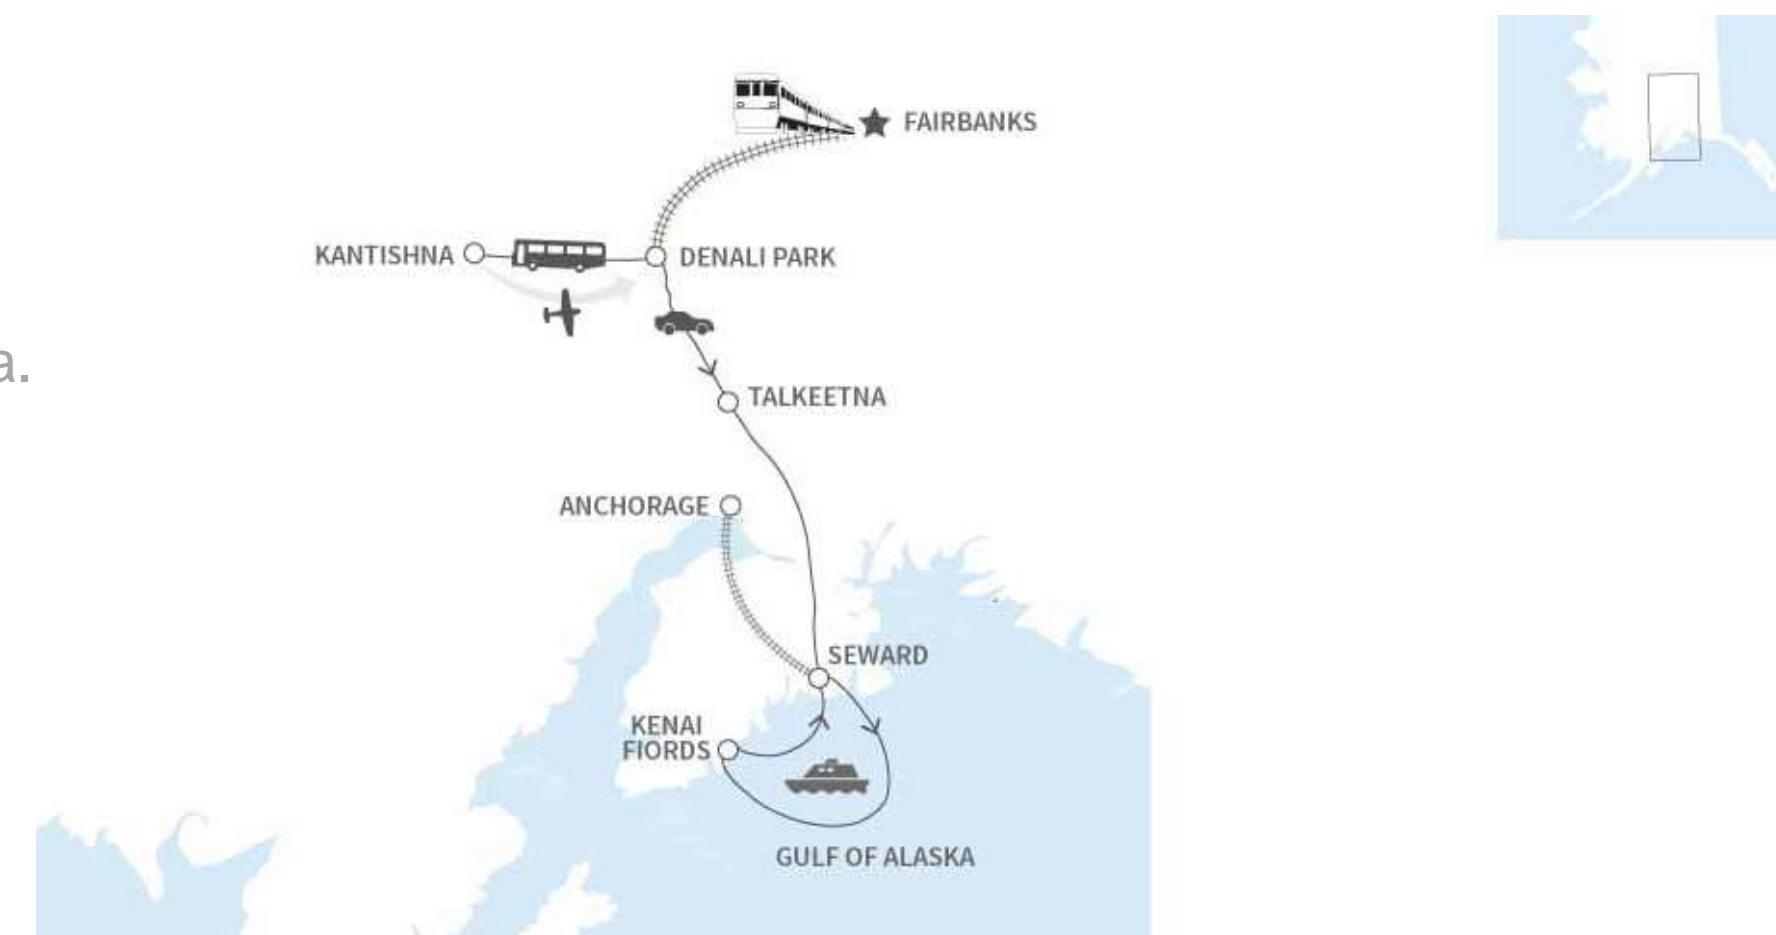 FAIRBANKS
KANTISHNA
DENALI PARK
a.
TALKEETNA
ANCHORAGE
SEWARD
KENAI
FIORDS
GULF OF ALASKA